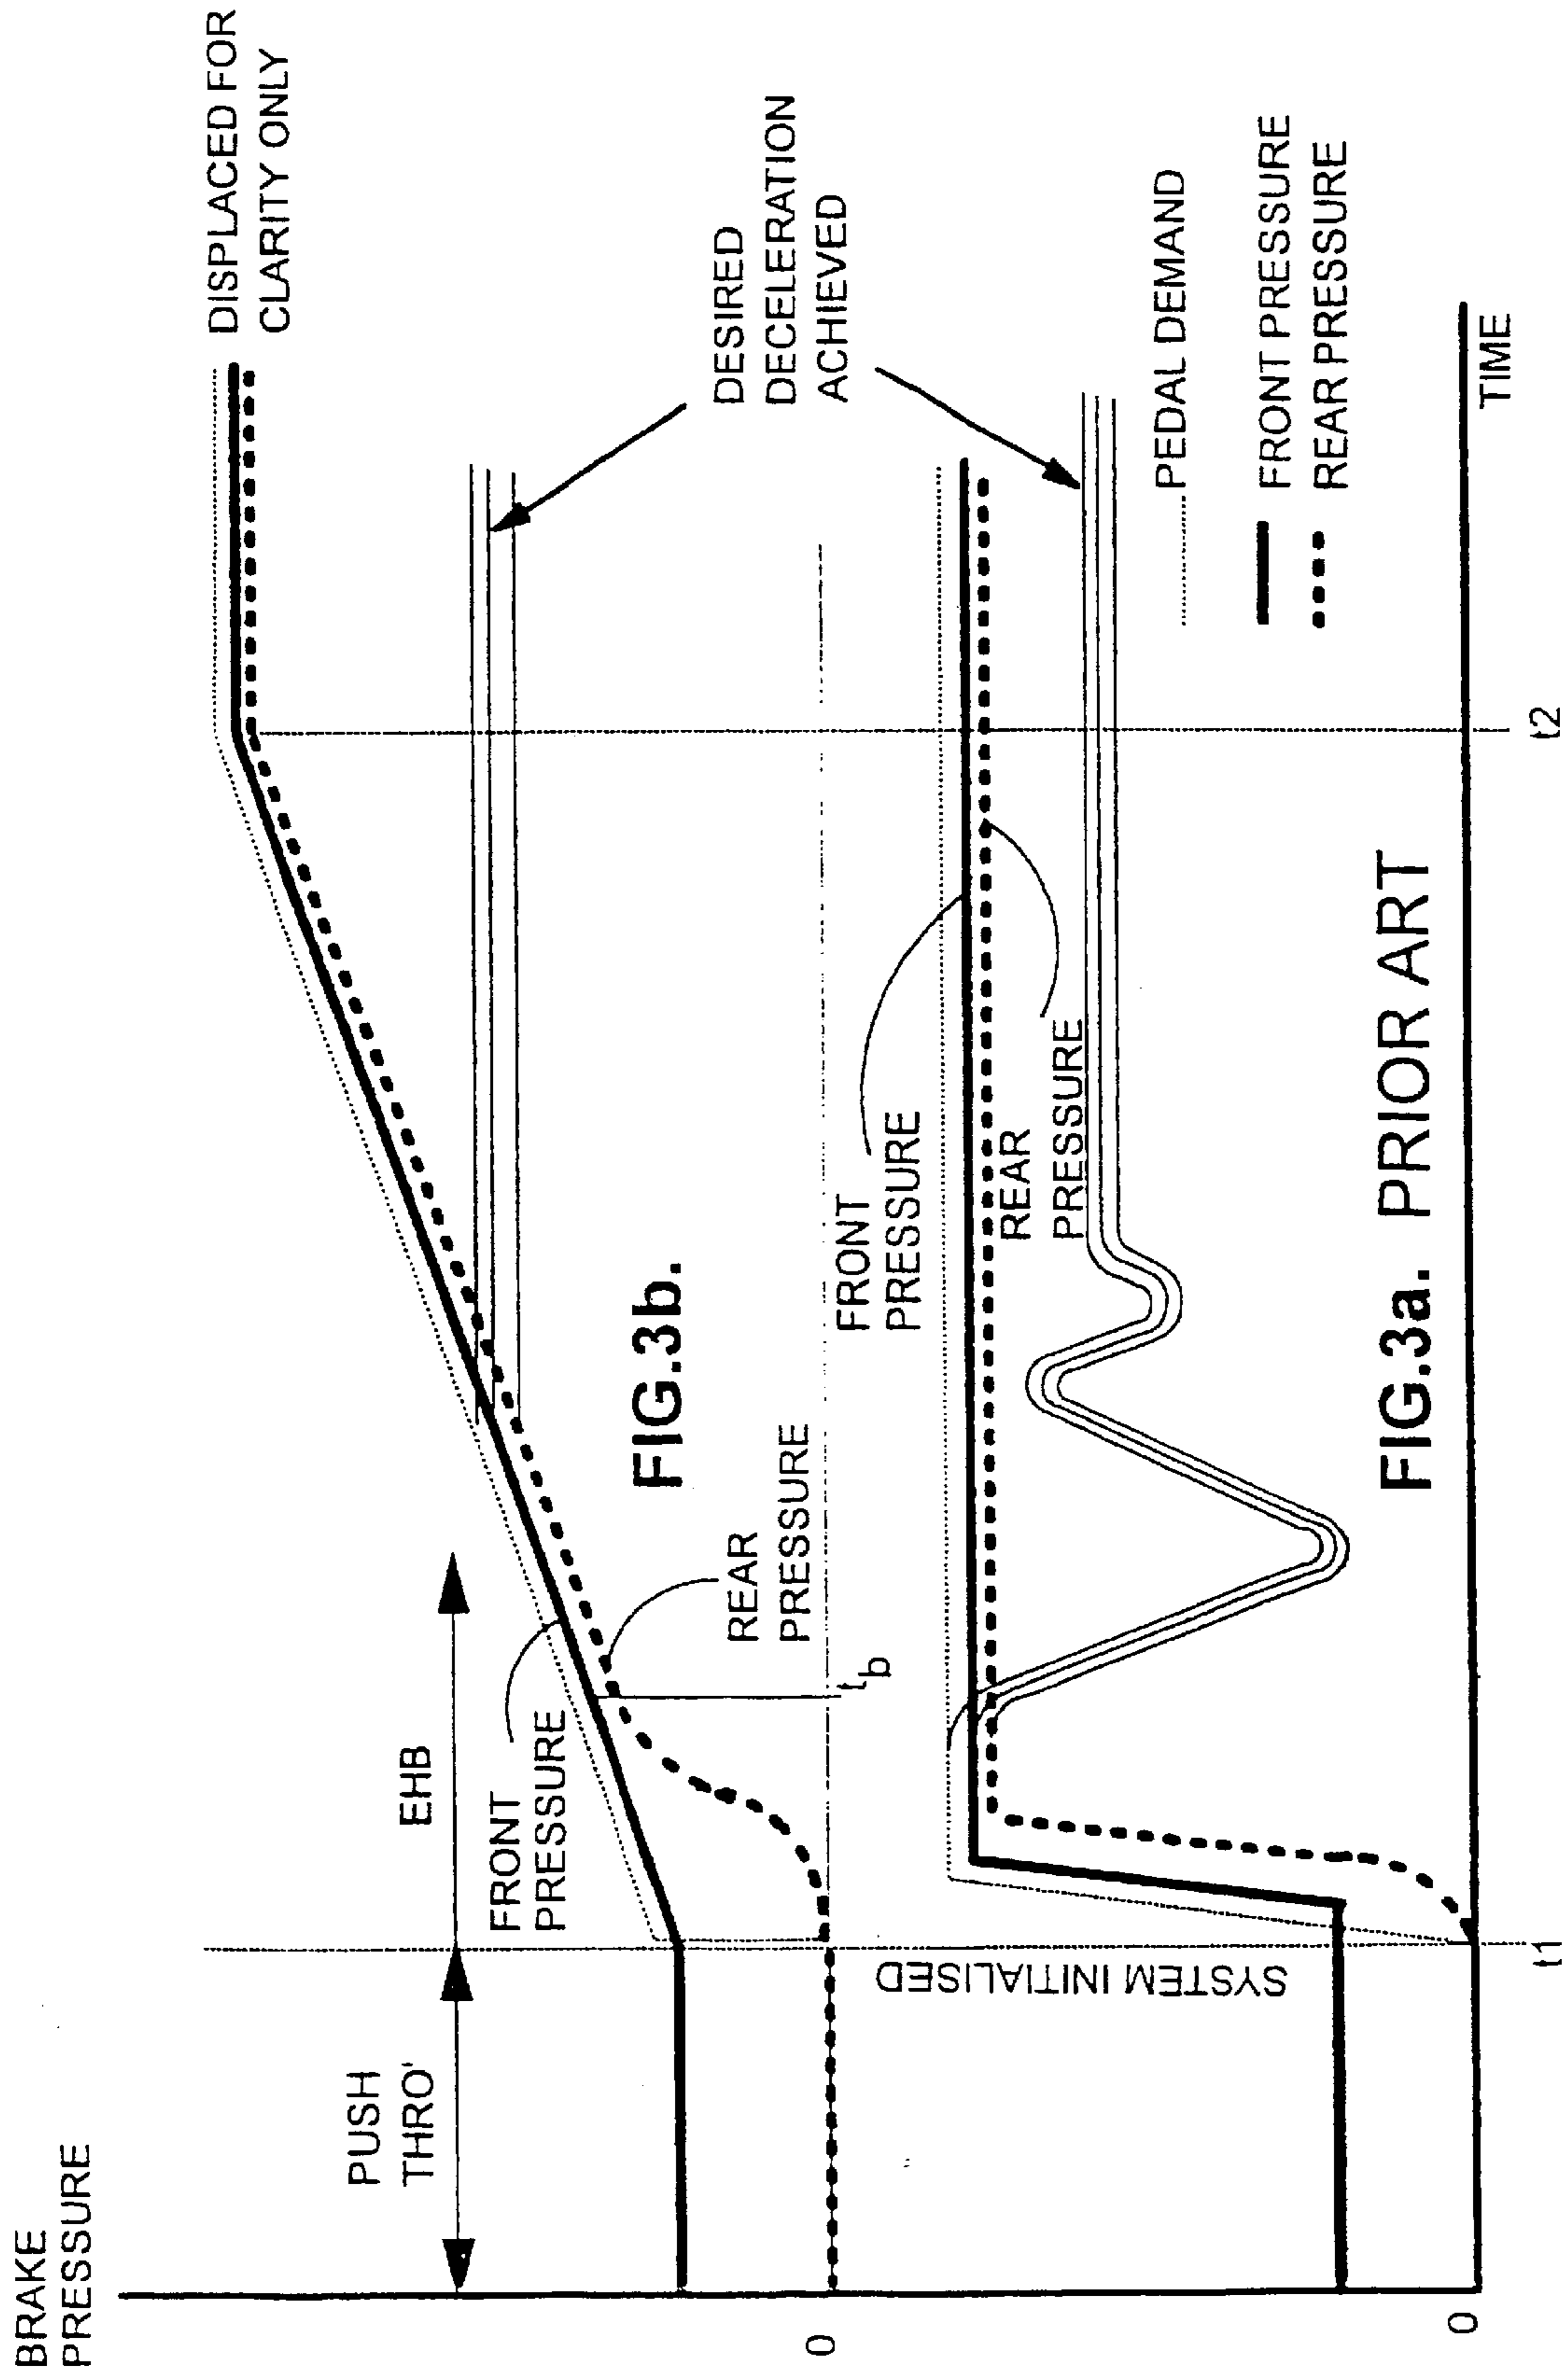 BRAKE
PRESSURE
PUSH
THRO'
EHB
DISPLACED FOR
CLARITY ONLY
FRONT
PRESSURE
REAR
PRESSURE
t b
FIG.3b.
DESIRED
DECELERATION
ACHIEVED
0
SYSTEM INITIALISED
FRONT
PRESSURE
REAR
PRESSURE
PEDAL DEMAND
FRONT PRESSURE
REAR PRESSURE
FIG.3a. PRIOR ART
0
t1
t2
TIME